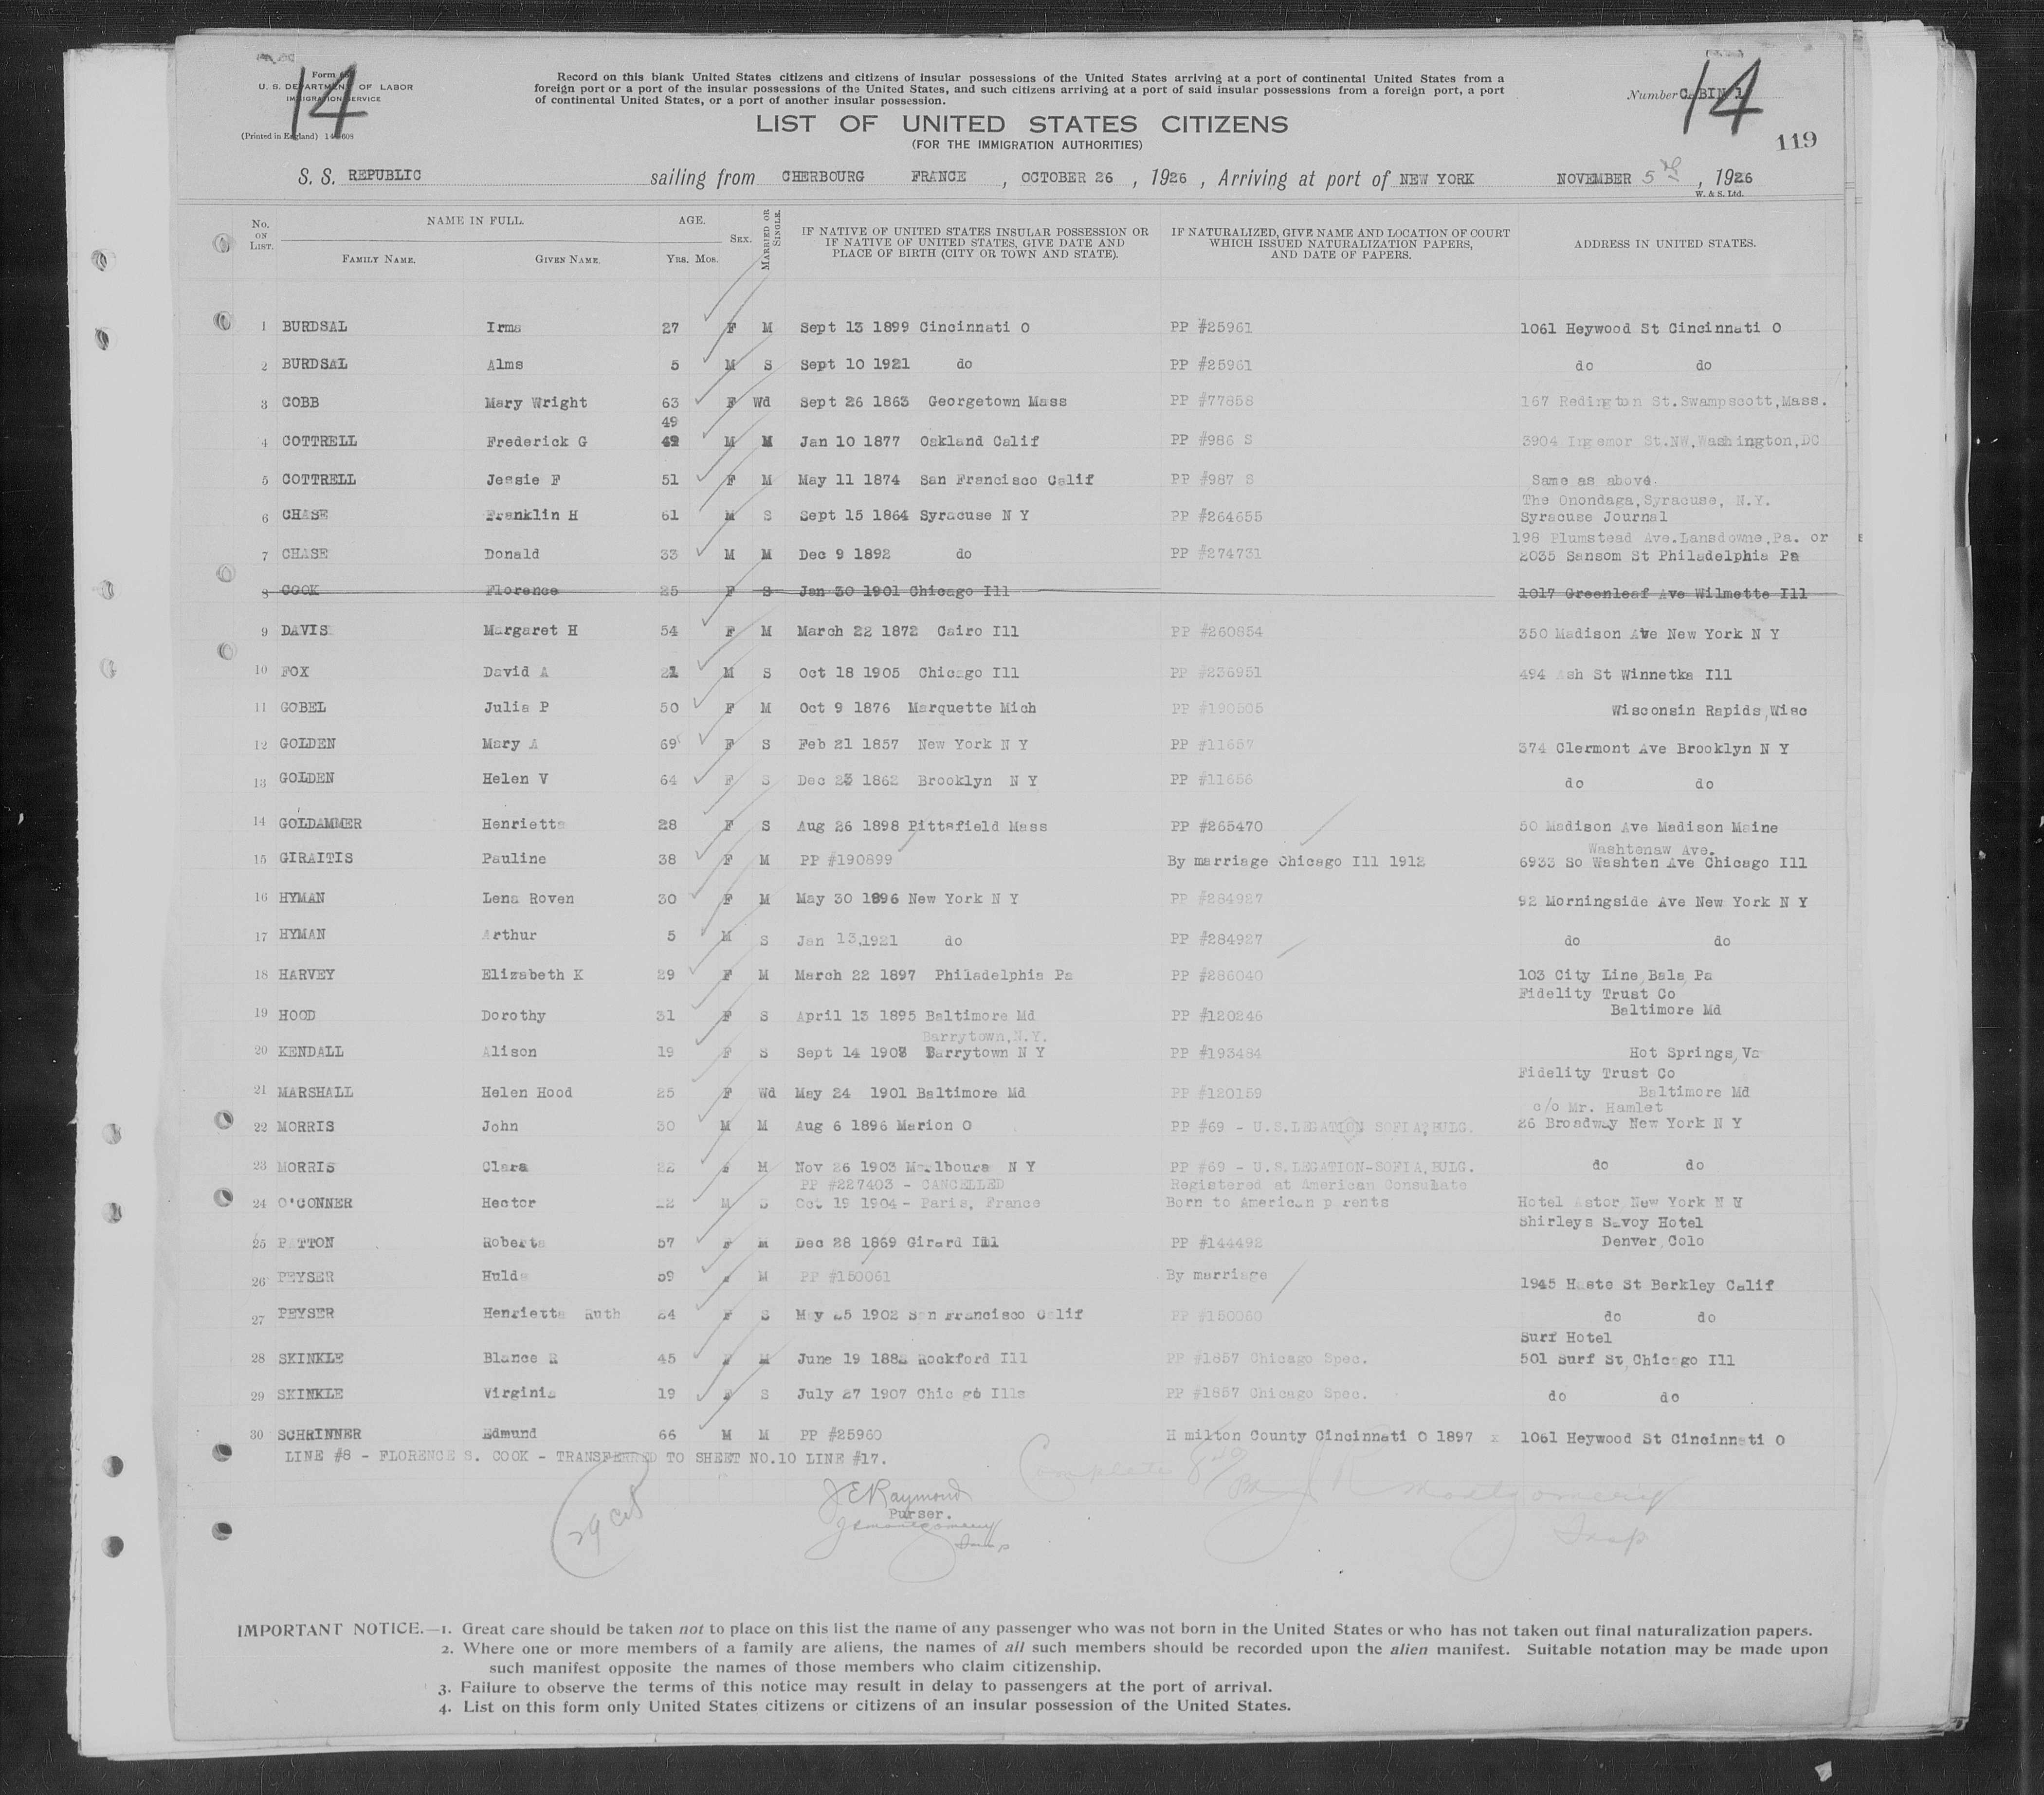 14
Form
U. S. DEPARTMENT OF LABOR
IMMIGRATION SERVICE
(Printed in England)
Record on this blank United States citizens and citizens of insular possessions of the United States arriving at a port of continental United States from a
foreign port or a port of the insular possessions of the United States, and such citizens arriving at a port of said insular possessions from a foreign port, a port
of continental United States, or a port of another insular possession.
Number CABIN 1
14
119
LIST OF UNITED STATES CITIZENS
(FOR THE IMMIGRATION AUTHORITIES)
S. S. REPUBLIC sailing from CHERBOURG FRANCE, OCTOBER 26, 1926, Arriving at port of NEW YORK NOVEMBER 5th, 1926
W. & S. Ltd.
No. ON LIST. NAME IN FULL. AGE. SEX. MARRIED OR SINGLE. IF NATIVE OF UNITED STATES INSULAR POSSESSION OR IF NATIVE OF UNITED STATES, GIVE DATE AND PLACE OF BIRTH (CITY OR TOWN AND STATE). IF NATURALIZED, GIVE NAME AND LOCATION OF COURT WHICH ISSUED NATURALIZATION PAPERS, AND DATE OF PAPERS. ADDRESS IN UNITED STATES.
FAMILY NAME. GIVEN NAME. Yrs. Mos.
1 BURDSAL Irma 27 F M Sept 13 1899 Cincinnati O PP #25961 1061 Heywood St Cincinnati O
2 BURDSAL Alms 5 M S Sept 10 1921 do PP #25961 do do
3 COBB Mary Wright 63 F Wd Sept 26 1863 Georgetown Mass PP #77858 167 Redington St.Swampscott,Mass.
49
4 COTTRELL Frederick G 49 M M Jan 10 1877 Oakland Calif PP #986 S 3904 Ingemor St.NW,Washington,DC
5 COTTRELL Jessie F 51 F M May 11 1874 San Francisco Calif PP #987 S Same as above.
The Onondaga,Syracuse, N.Y.
6 CHASE Franklin H 61 M S Sept 15 1864 Syracuse N Y PP #264655 Syracuse Journal
198 Plumstead Ave.Lansdowne,Pa. or
7 CHASE Donald 33 M M Dec 9 1892 do PP #274731 2035 Sansom St Philadelphia Pa
8 COOK Florence 25 F S Jan 30 1901 Chicago Ill 1017 Greenleaf Ave Wilmette Ill
9 DAVIS Margaret H 54 F M March 22 1872 Cairo Ill PP #260854 350 Madison Ave New York N Y
10 FOX David A 21 M S Oct 18 1905 Chicago Ill PP #236951 494 Ash St Winnetka Ill
11 GOBEL Julia P 50 F M Oct 9 1876 Marquette Mich PP #190505 Wisconsin Rapids,Wisc
12 GOLDEN Mary A 69 F S Feb 21 1857 New York N Y PP #11657 374 Clermont Ave Brooklyn N Y
13 GOLDEN Helen V 64 F S Dec 23 1862 Brooklyn N Y PP #11656 do do
14 GOLDAMMER Henrietta 28 F S Aug 26 1898 Pittsfield Mass PP #265470 50 Madison Ave Madison Maine
Washtenaw Ave.
15 GIRAITIS Pauline 38 F M PP #190899 By marriage Chicago Ill 1912 6933 So Washten Ave Chicago Ill
16 HYMAN Lena Roven 30 F M May 30 1896 New York N Y PP #284927 92 Morningside Ave New York N Y
17 HYMAN Arthur 5 M S Jan 13,1921 do PP #284927 do do
18 HARVEY Elizabeth K 29 F M March 22 1897 Philadelphia Pa PP #286040 103 City Line,Bala,Pa
Fidelity Trust Co
19 HOOD Dorothy 31 F S April 13 1895 Baltimore Md PP #120246 Baltimore Md
Barrytown,N.Y.
20 KENDALL Alison 19 F S Sept 14 1908 Barrytown N Y PP #193484 Hot Springs,Va
Fidelity Trust Co
21 MARSHALL Helen Hood 25 F Wd May 24 1901 Baltimore Md PP #120159 Baltimore Md
c/o Mr. Hamlet
22 MORRIS John 30 M M Aug 6 1896 Marion O PP #69 - U.S.LEGATION SOFIA,BULG. 26 Broadway New York N Y
23 MORRIS Clara 22 F M Nov 26 1903 N Y PP #69 - U.S.LEGATION-SOFIA,BULG. do do
PP #227403 - CANCELLED Registered at American Consulate
24 O'CONNER Hector 22 M S Oct 19 1904 - Paris, France Born to American parents Hotel Astor New York N Y
Shirleys Savoy Hotel
25 PATTON Roberta 57 F M Dec 28 1869 Girard Ill PP #144492 Denver,Colo
26 PEYSER Hulda 59 F M PP #150061 By marriage 1945 Haste St Berkley Calif
27 PEYSER Henrietta Ruth 24 F S May 25 1902 San Francisco Calif PP #150060 do do
Surf Hotel
28 SKINKLE Blance R 45 F M June 19 1882 Rockford Ill PP #1857 Chicago Spec. 501 Surf St,Chicago Ill
29 SKINKLE Virginia 19 F S July 27 1907 Chicago Ills PP #1857 Chicago Spec. do do
30 SCHRINNER Edmund 66 M M PP #25960 Hamilton County Cincinnati O 1897 x 1061 Heywood St Cincinnati O
LINE #8 - FLORENCE S. COOK - TRANSFERRED TO SHEET NO.10 LINE #17.
Complete
J E Raymond
Purser.
Montgomery
Insp
29
Montgomery
Insp
IMPORTANT NOTICE.—1. Great care should be taken not to place on this list the name of any passenger who was not born in the United States or who has not taken out final naturalization papers.
2. Where one or more members of a family are aliens, the names of all such members should be recorded upon the alien manifest. Suitable notation may be made upon
such manifest opposite the names of those members who claim citizenship.
3. Failure to observe the terms of this notice may result in delay to passengers at the port of arrival.
4. List on this form only United States citizens or citizens of an insular possession of the United States.